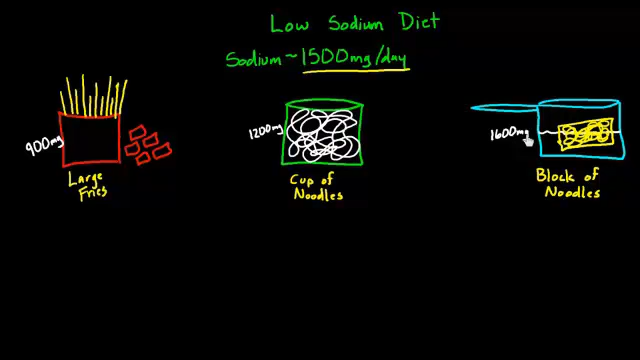 Low Sodium Diet
Sodium ~ 1500mg/day
900mg
1200mg
1600mg
Large
Fries
Cup of
Noodles
Block of
Noodles